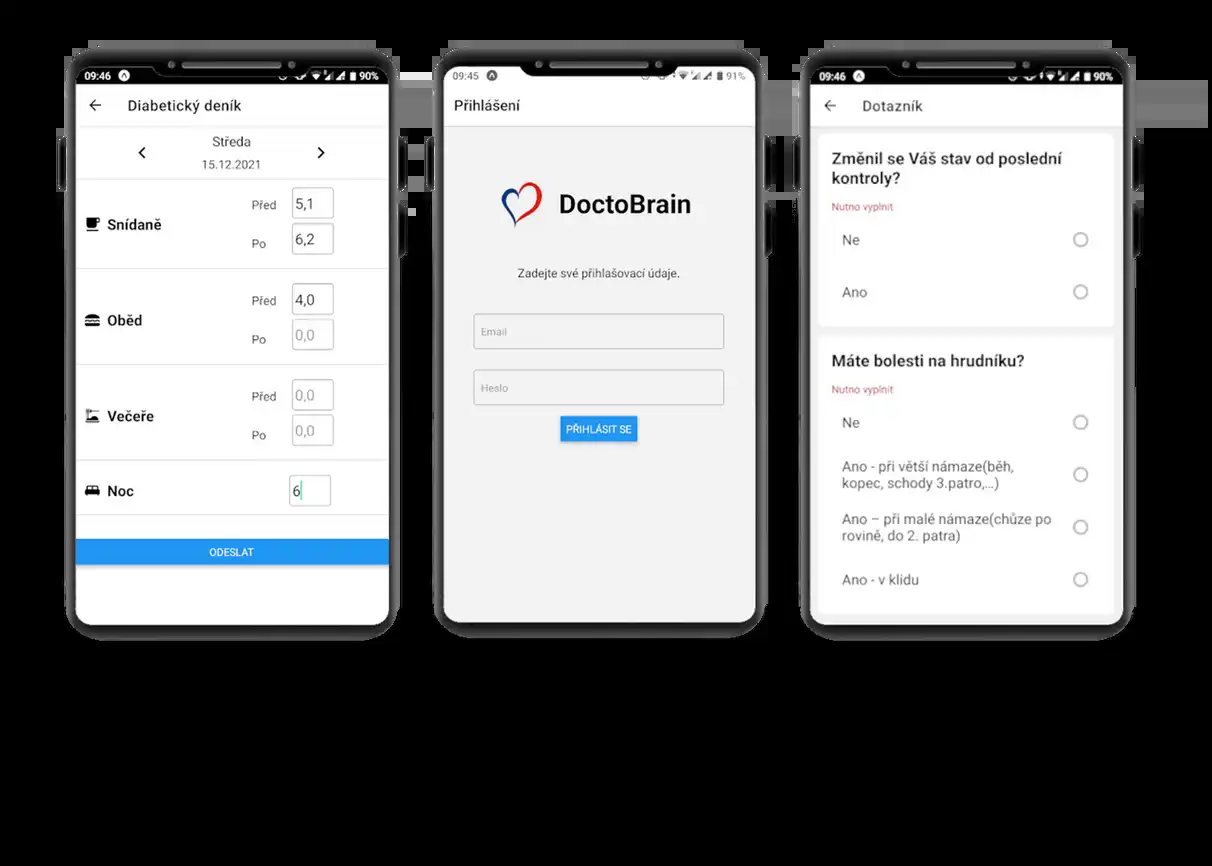 09:46
90%
Diabetický deník
Středa
15.12.2021
Snídaně
Před
5,1
Po
6,2
Oběd
Před
4,0
Po
0,0
Večeře
Před
0,0
Po
0,0
Noc
6
ODESLAT
09:45
91%
Přihlášení
DoctoBrain
Zadejte své přihlašovací údaje.
Email
Heslo
PŘIHLÁSIT SE
09:46
90%
Dotazník
Změnil se Váš stav od poslední
kontroly?
Nutno vyplnit
Ne
Ano
Máte bolesti na hrudníku?
Nutno vyplnit
Ne
Ano - při větší námaze(běh,
kopec, schody 3.patro,...)
Ano – při malé námaze(chůze po
rovině, do 2. patra)
Ano - v klidu